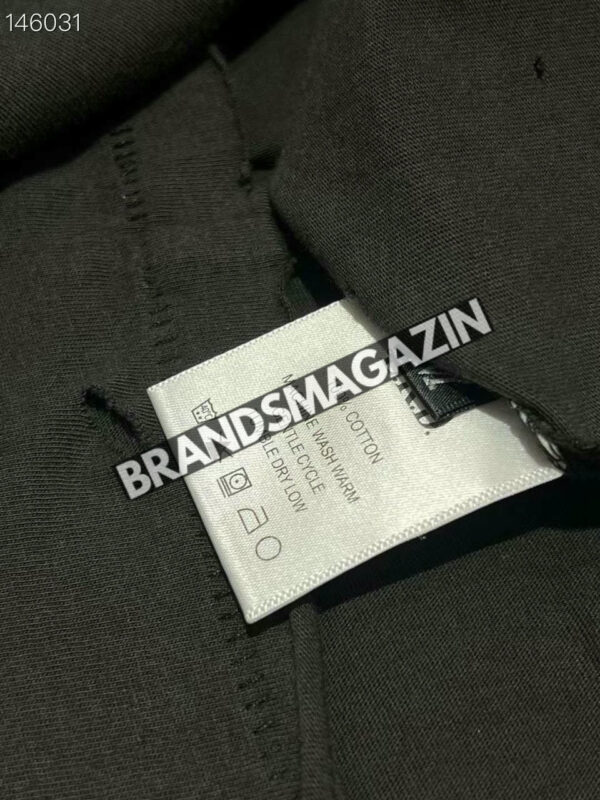 146031
BRANDSMAGAZIN
% COTTON
WASH WARM
CYCLE
DRY LOW